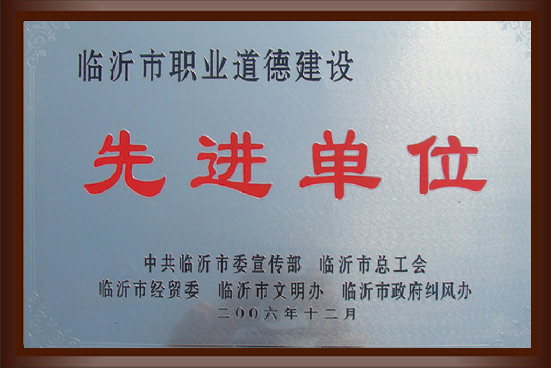 临沂市职业道德建设
先进单位
中共临沂市委宣传部 临沂市总工会
临沂市经贸委 临沂市文明办 临沂市政府纠风办
二00六年十二月